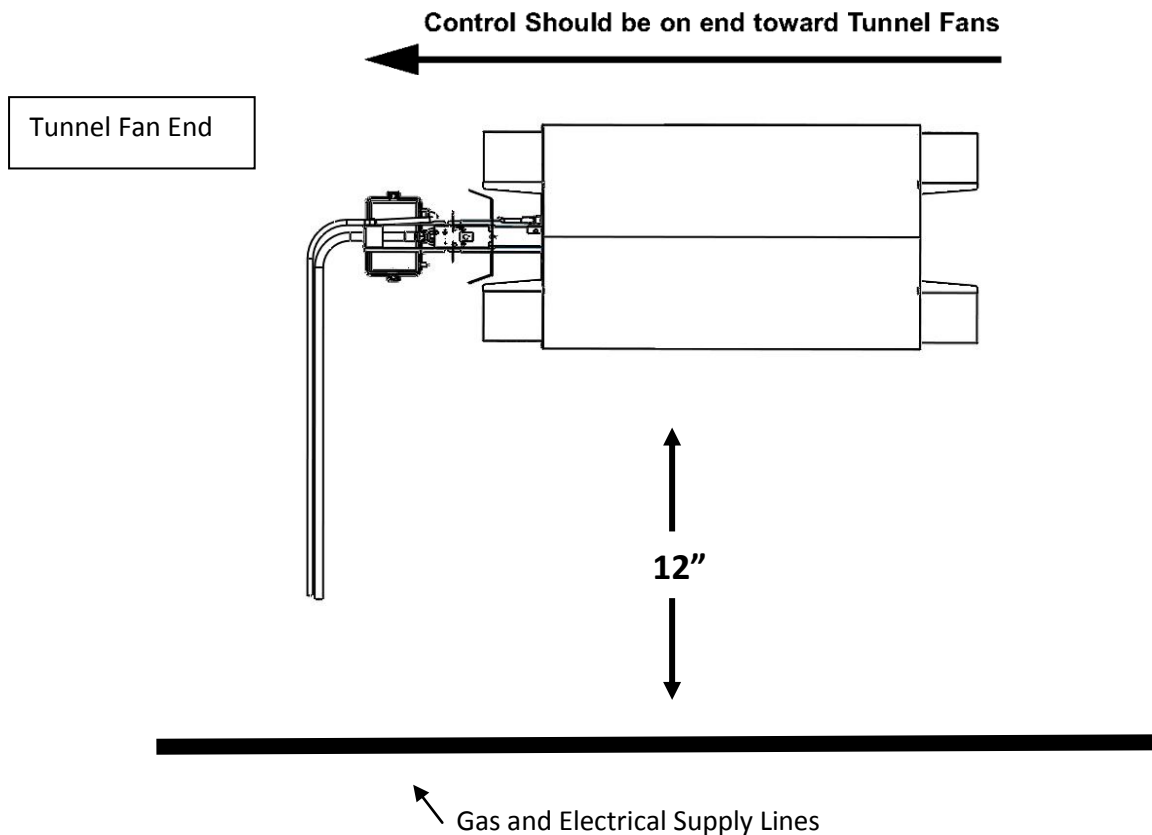 Control Should be on end toward Tunnel Fans
Tunnel Fan End
12”
Gas and Electrical Supply Lines